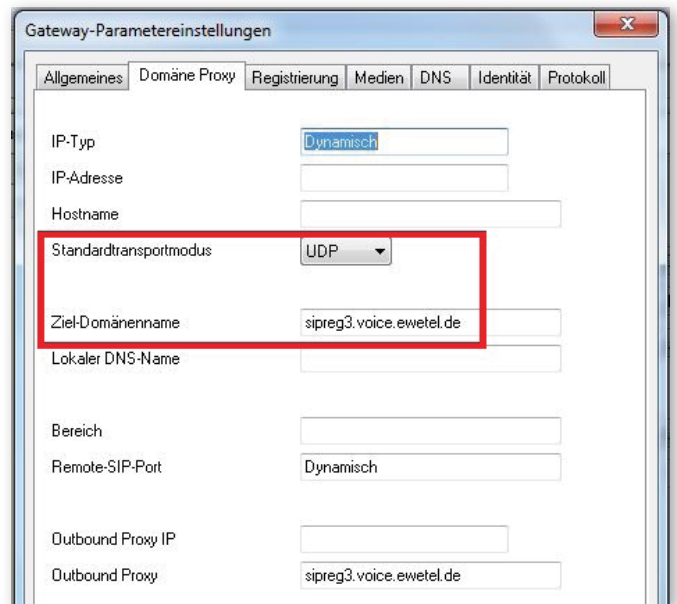 Gateway-Parametereinstellungen
Allgemeines Domäne Proxy Registrierung Medien DNS Identität Protokoll
IP-Typ Dynamisch
IP-Adresse
Hostname
Standardtransportmodus UDP
Ziel-Domänenname sipreg3.voice.ewetel.de
Lokaler DNS-Name
Bereich
Remote-SIP-Port Dynamisch
Outbound Proxy IP
Outbound Proxy sipreg3.voice.ewetel.de